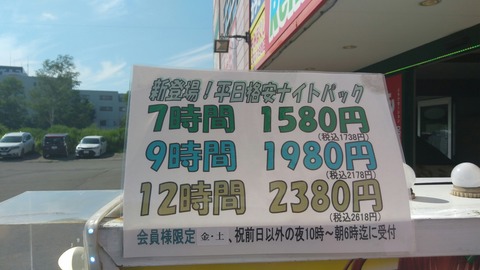 新登場！平日格安ナイトパック
7時間 1580円
(税込1738円)
9時間 1980円
(税込2178円)
12時間 2380円
(税込2618円)
会員様限定 金・土、祝前日以外の夜10時～朝6時迄に受付